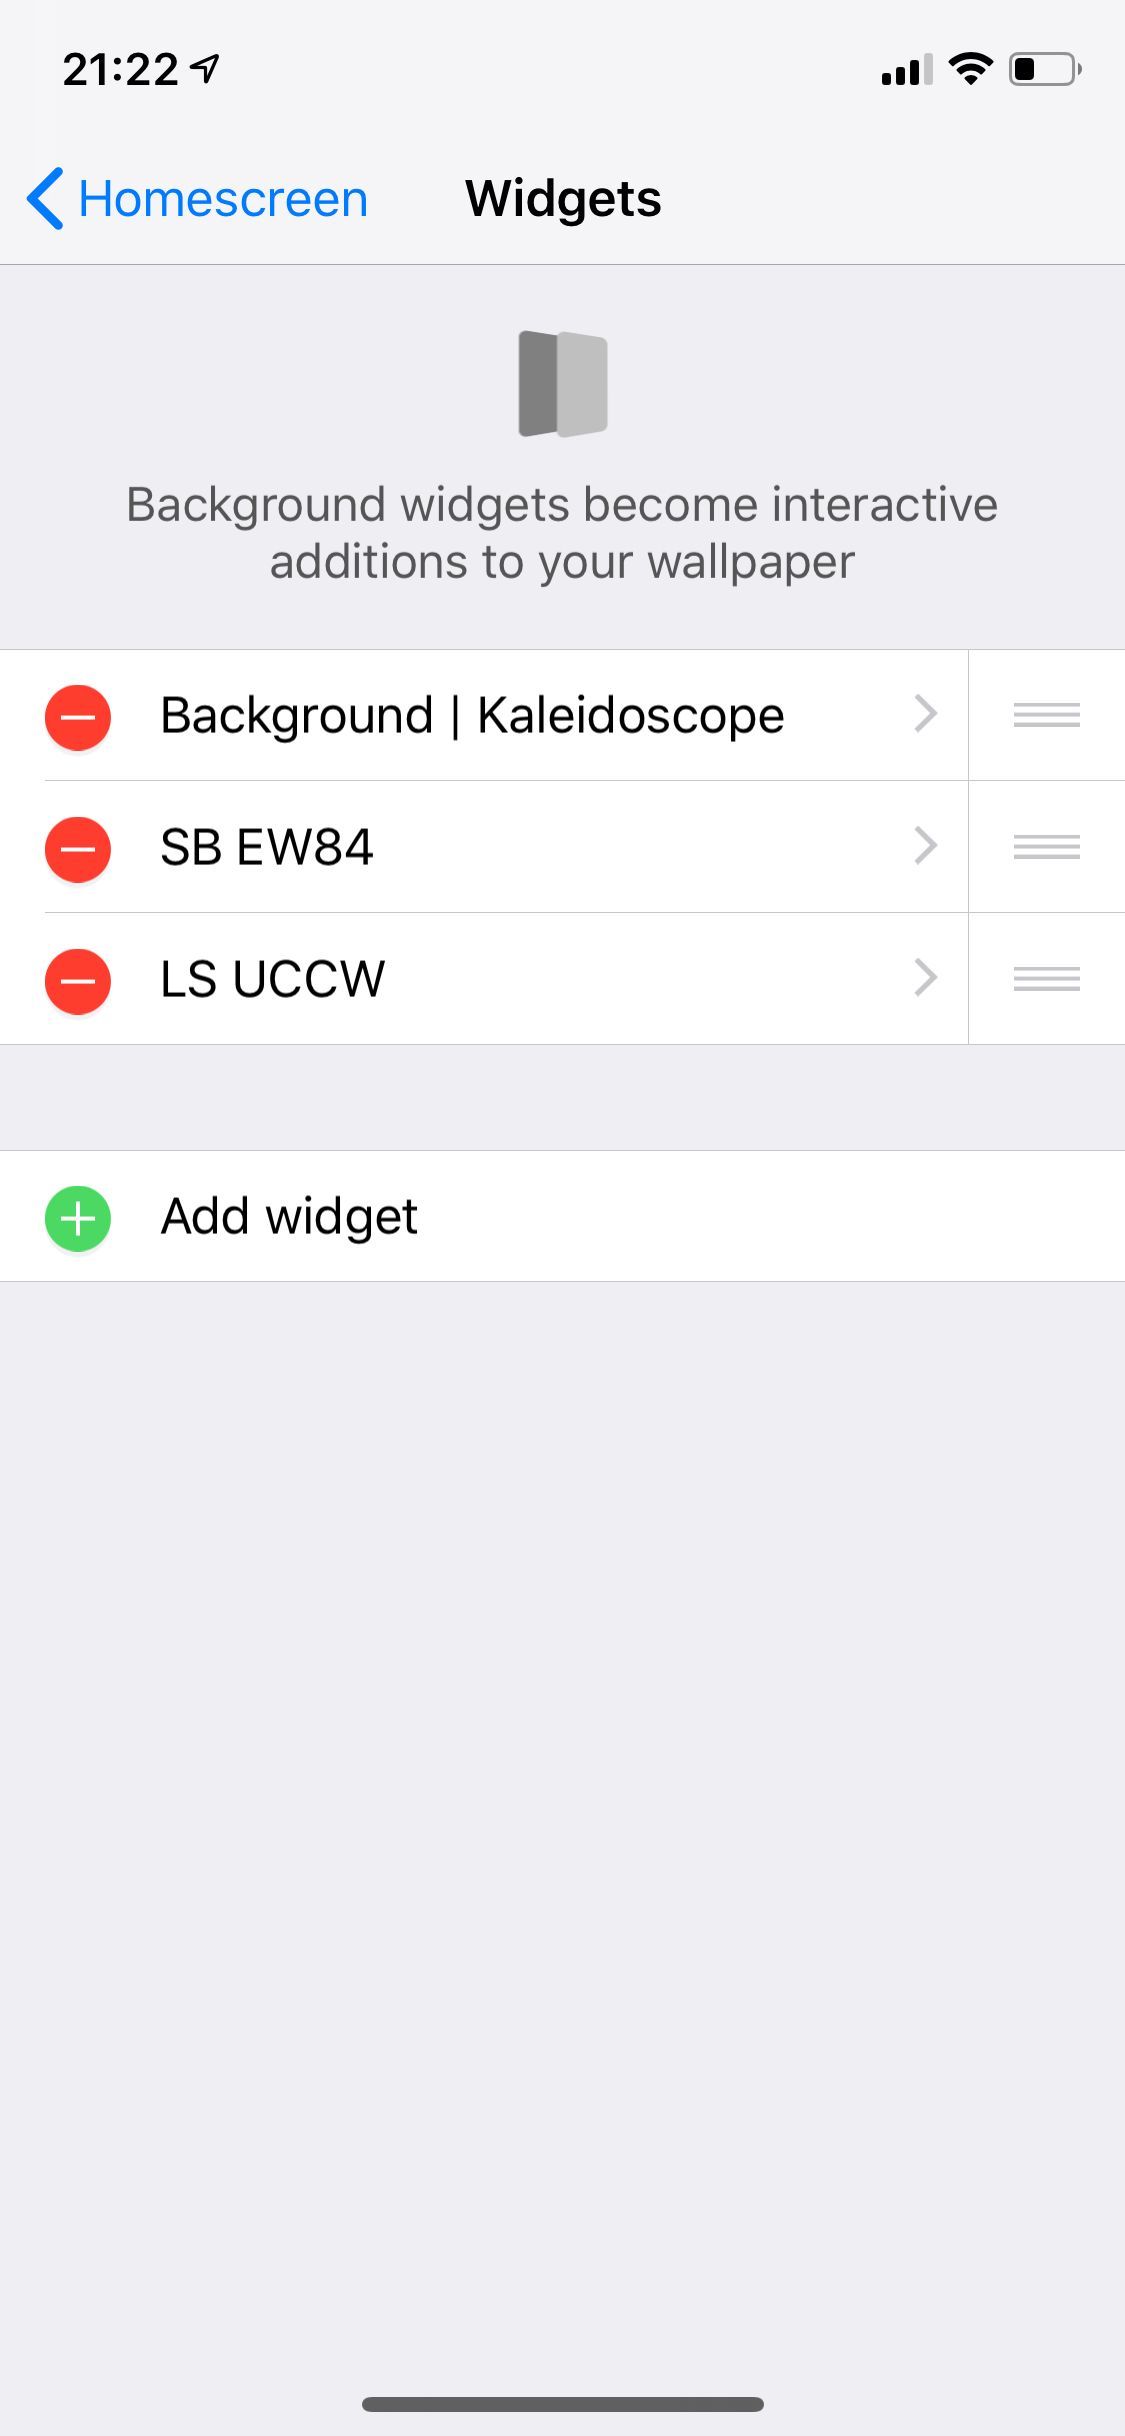 21:22
Homescreen
Widgets
Background widgets become interactive
additions to your wallpaper
Background | Kaleidoscope
SB EW84
LS UCCW
Add widget